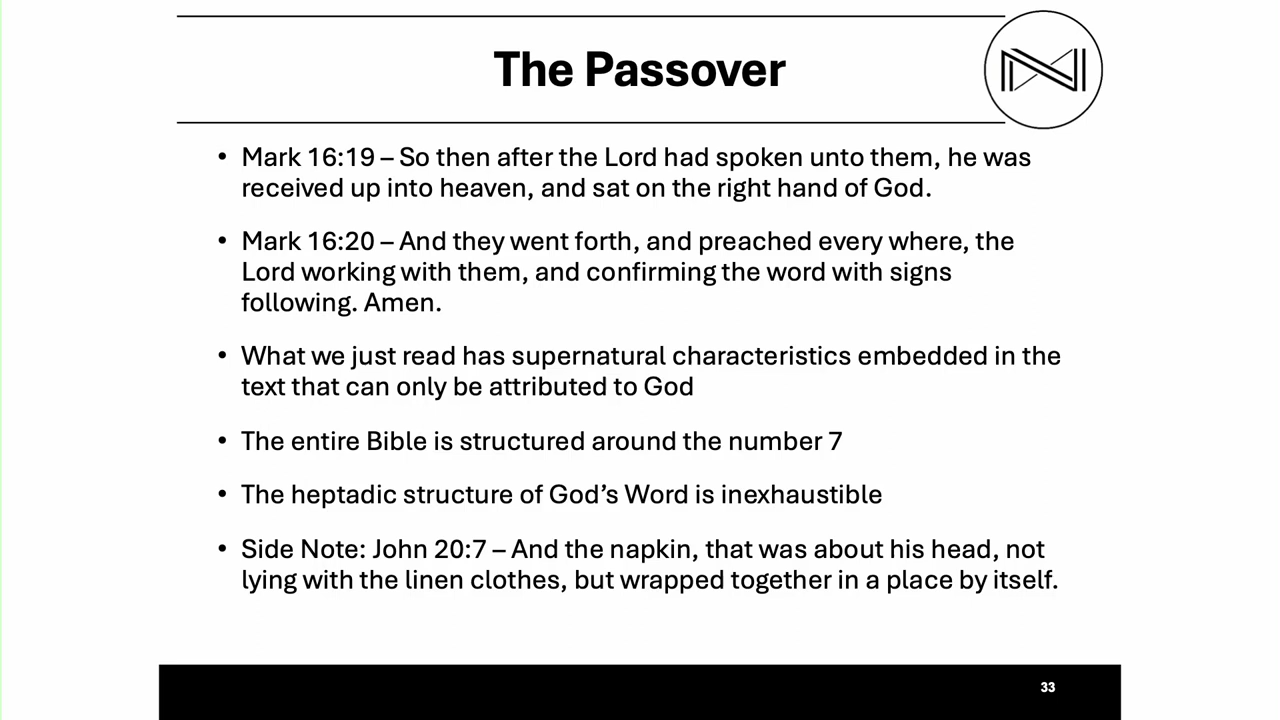 The Passover
• Mark 16:19 – So then after the Lord had spoken unto them, he was
received up into heaven, and sat on the right hand of God.
• Mark 16:20 – And they went forth, and preached every where, the
Lord working with them, and confirming the word with signs
following. Amen.
• What we just read has supernatural characteristics embedded in the
text that can only be attributed to God
• The entire Bible is structured around the number 7
• The heptadic structure of God’s Word is inexhaustible
• Side Note: John 20:7 – And the napkin, that was about his head, not
lying with the linen clothes, but wrapped together in a place by itself.
33